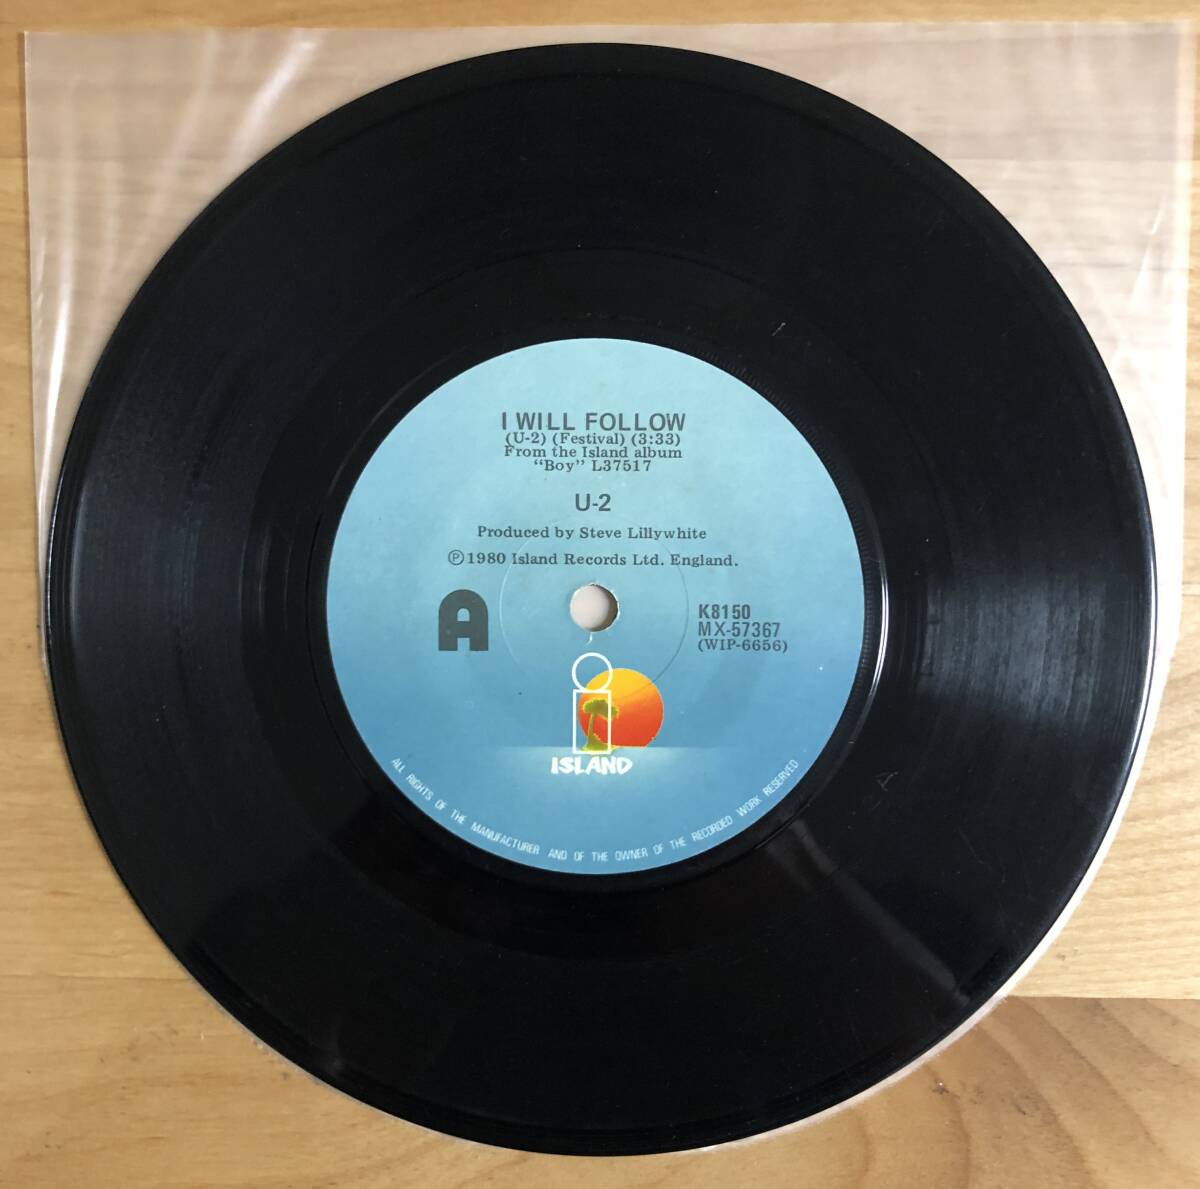 I WILL FOLLOW
(U-2) (Festival) (3:33)
From the Island album
“Boy” L37517
U-2
Produced by Steve Lillywhite
Ⓟ1980 Island Records Ltd. England.
A
K8150
MX-57367
(WIP-6656)
i
ISLAND
ALL RIGHTS OF THE MANUFACTURER AND OF THE OWNER OF THE RECORDED WORK RESERVED